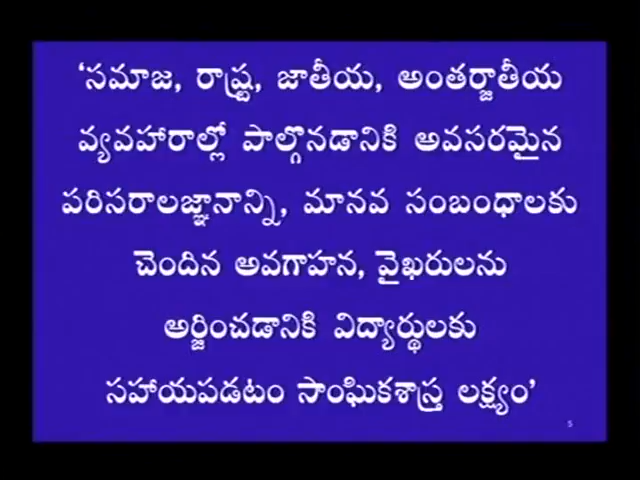 ‘సమాజ, రాష్ట్ర, జాతీయ, అంతర్జాతీయ
వ్యవహారాల్లో పాల్గొనడానికి అవసరమైన
పరిసరాలజ్ఞానాన్ని, మానవ సంబంధాలకు
చెందిన అవగాహన, వైఖరులను
అర్జించడానికి విద్యార్థులకు
సహాయపడటం సాంఘికశాస్త్ర లక్ష్యం’
5